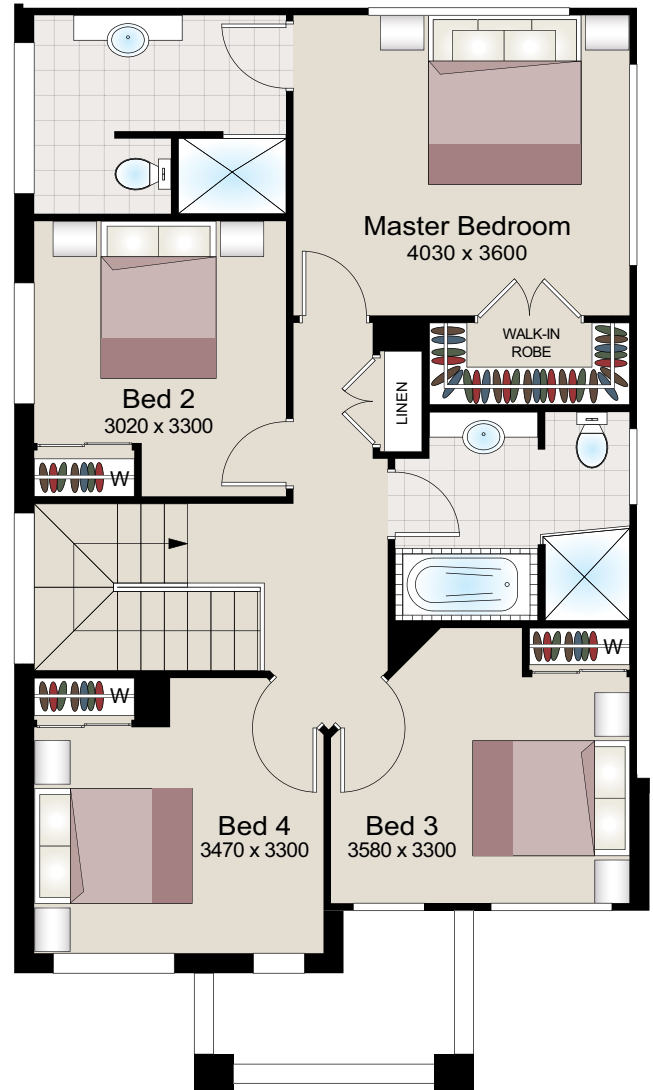 Master Bedroom
4030 x 3600
WALK-IN
ROBE
LINEN
Bed 2
3020 x 3300
W
W
W
Bed 4
3470 x 3300
Bed 3
3580 x 3300